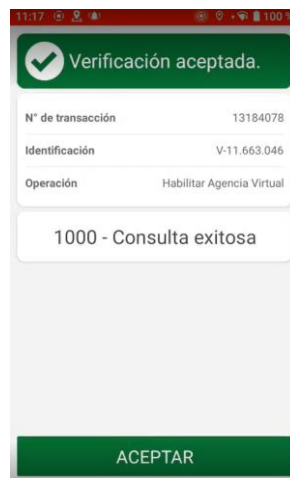 11:17 100 %
Verificación aceptada.
N° de transacción 13184078
Identificación V-11.663.046
Operación Habilitar Agencia Virtual
1000 - Consulta exitosa
ACEPTAR